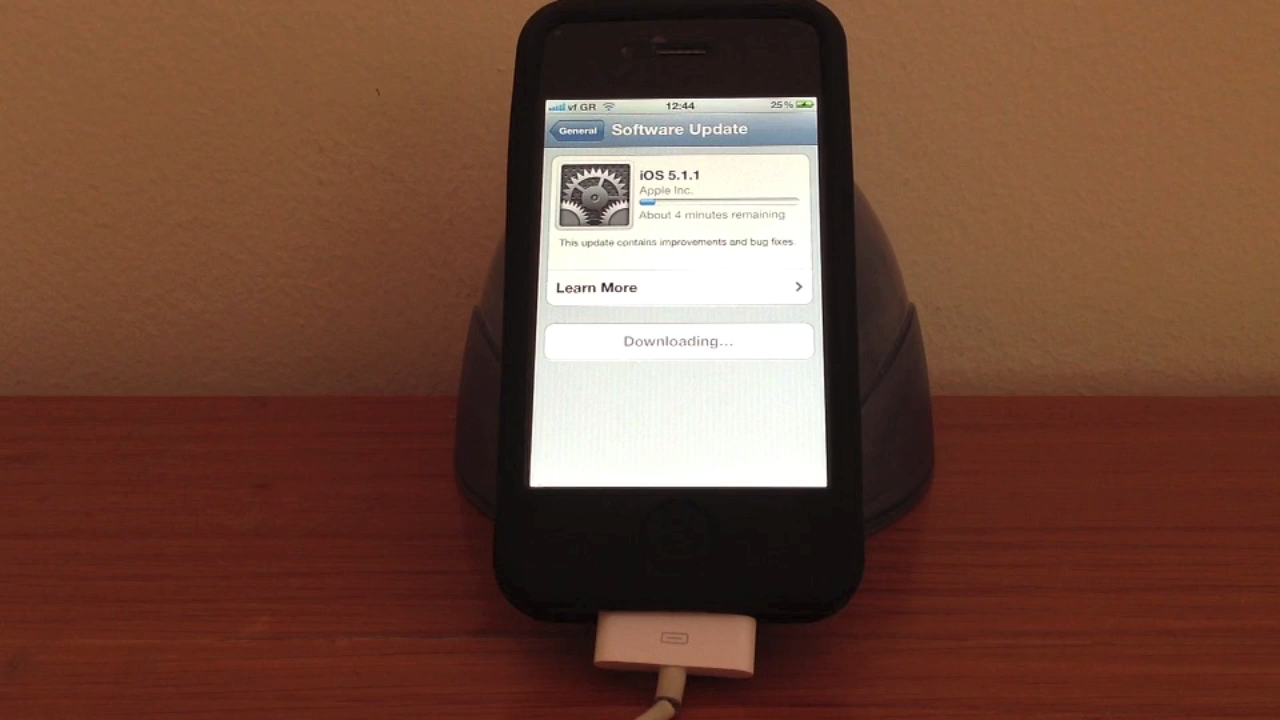 vf GR 12:44 25%
General Software Update
iOS 5.1.1
Apple Inc.
About 4 minutes remaining
This update contains improvements and bug fixes.
Learn More
Downloading...